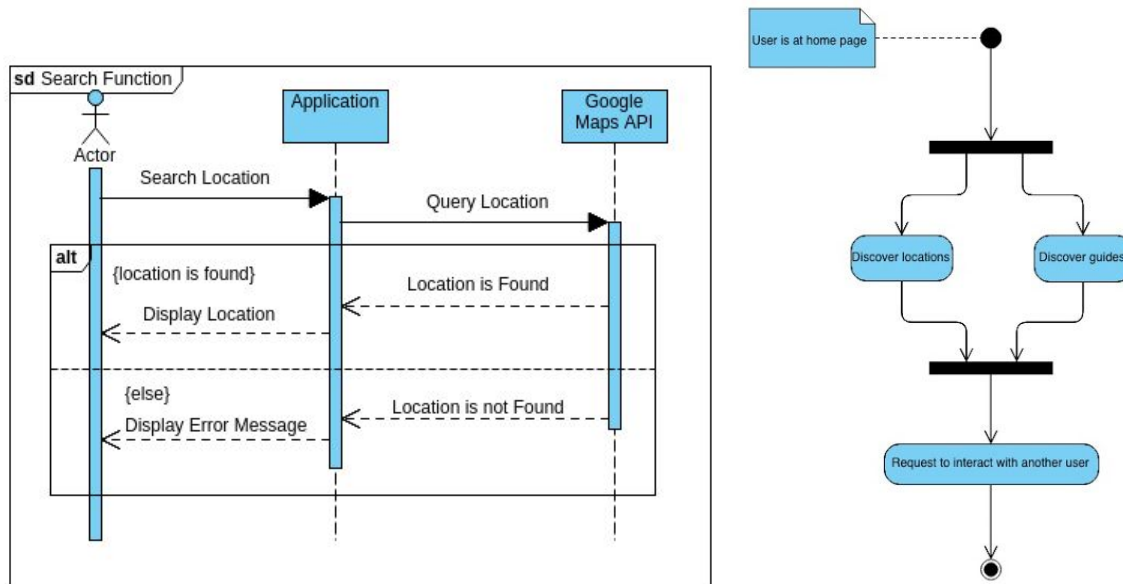 sd Search Function
Actor
Application
Google
Maps API
Search Location
Query Location
alt
{location is found}
Location is Found
Display Location
{else}
Location is not Found
Display Error Message
User is at home page
Discover locations
Discover guides
Request to interact with another user